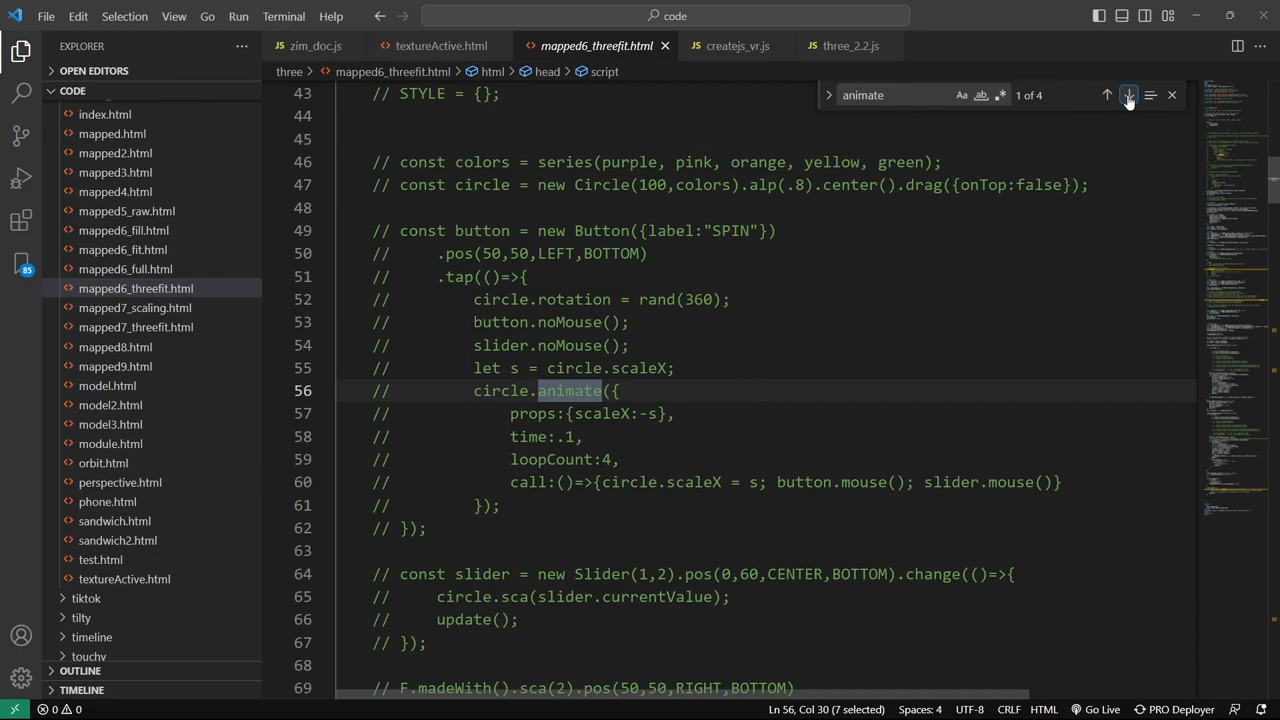 File Edit Selection View Go Run Terminal Help
code
EXPLORER
zim_doc.js
textureActive.html
mapped6_threefit.html
createjs_vr.js
three_2.2.js
OPEN EDITORS
three
mapped6_threefit.html
html
head
script
CODE
index.html
mapped.html
mapped2.html
mapped3.html
mapped4.html
mapped5_raw.html
mapped6_fill.html
mapped6_fit.html
mapped6_full.html
mapped6_threefit.html
mapped7_scaling.html
mapped7_threefit.html
mapped8.html
mapped9.html
model.html
model2.html
model3.html
module.html
orbit.html
perspective.html
phone.html
sandwich.html
sandwich2.html
test.html
textureActive.html
tiktok
tilty
timeline
touchy
OUTLINE
TIMELINE
85
animate
ab
1 of 4
43 // STYLE = {};
44
45
46 // const colors = series(purple, pink, orange, yellow, green);
47 // const circle = new Circle(100,colors).alp(.8).center().drag({onTop:false});
48
49 // const button = new Button({label:"SPIN"})
50 // .pos(50,50,LEFT,BOTTOM)
51 // .tap(()=>{
52 // circle.rotation = rand(360);
53 // button.noMouse();
54 // slider.noMouse();
55 // let s = circle.scaleX;
56 // circle.animate({
57 // props:{scaleX:-s},
58 // time:.1,
59 // loopCount:4,
60 // call:()=>{circle.scaleX = s; button.mouse(); slider.mouse()}
61 // });
62 // });
63
64 // const slider = new Slider(1,2).pos(0,60,CENTER,BOTTOM).change(()=>{
65 // circle.sca(slider.currentValue);
66 // update();
67 // });
68
69 // F.madeWith().sca(2).pos(50,50,RIGHT,BOTTOM)
0 0
Ln 56, Col 30 (7 selected)
Spaces: 4
UTF-8
CRLF
HTML
Go Live
PRO Deployer